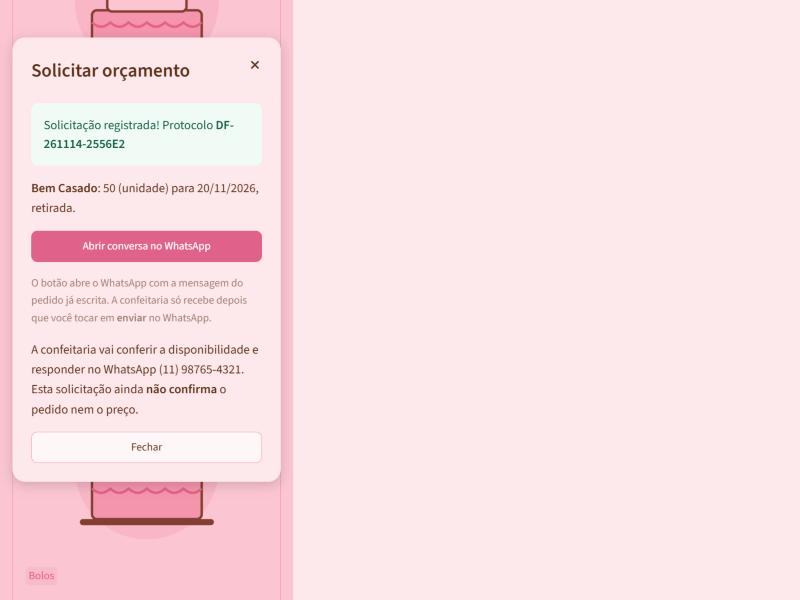 Solicitar orçamento
×
Solicitação registrada! Protocolo DF-
261114-2556E2
Bem Casado: 50 (unidade) para 20/11/2026,
retirada.
Abrir conversa no WhatsApp
O botão abre o WhatsApp com a mensagem do
pedido já escrita. A confeitaria só recebe depois
que você tocar em enviar no WhatsApp.
A confeitaria vai conferir a disponibilidade e
responder no WhatsApp (11) 98765-4321.
Esta solicitação ainda não confirma o
pedido nem o preço.
Fechar
Bolos